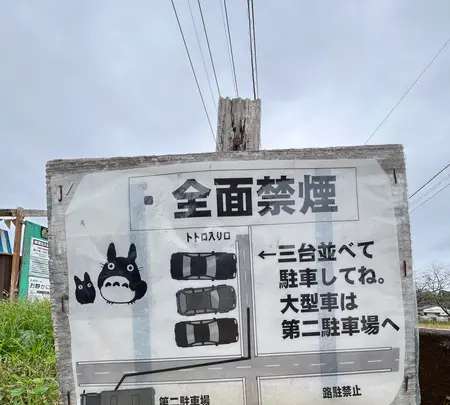 全面禁煙
トトロ入り口
←三台並べて
駐車してね。
大型車は
第二駐車場へ
第二駐車場
路駐禁止